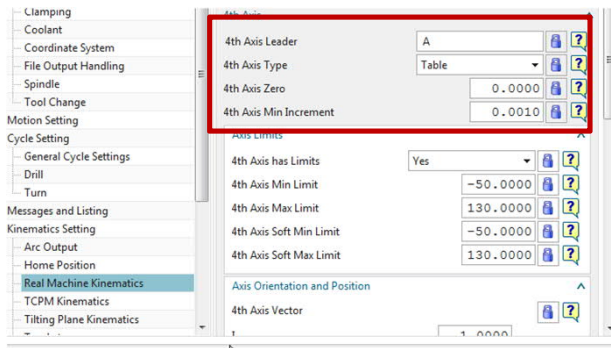 Clamping
Coolant
Coordinate System
File Output Handling
Spindle
Tool Change
Motion Setting
Cycle Setting
General Cycle Settings
Drill
Turn
Messages and Listing
Kinematics Setting
Arc Output
Home Position
Real Machine Kinematics
TCPM Kinematics
Tilting Plane Kinematics
4th Axis
4th Axis Leader A ?
4th Axis Type Table ?
4th Axis Zero 0.0000 ?
4th Axis Min Increment 0.0010 ?
Axis Limits
4th Axis has Limits Yes ?
4th Axis Min Limit -50.0000 ?
4th Axis Max Limit 130.0000 ?
4th Axis Soft Min Limit -50.0000 ?
4th Axis Soft Max Limit 130.0000 ?
Axis Orientation and Position
4th Axis Vector ?
I 1.0000